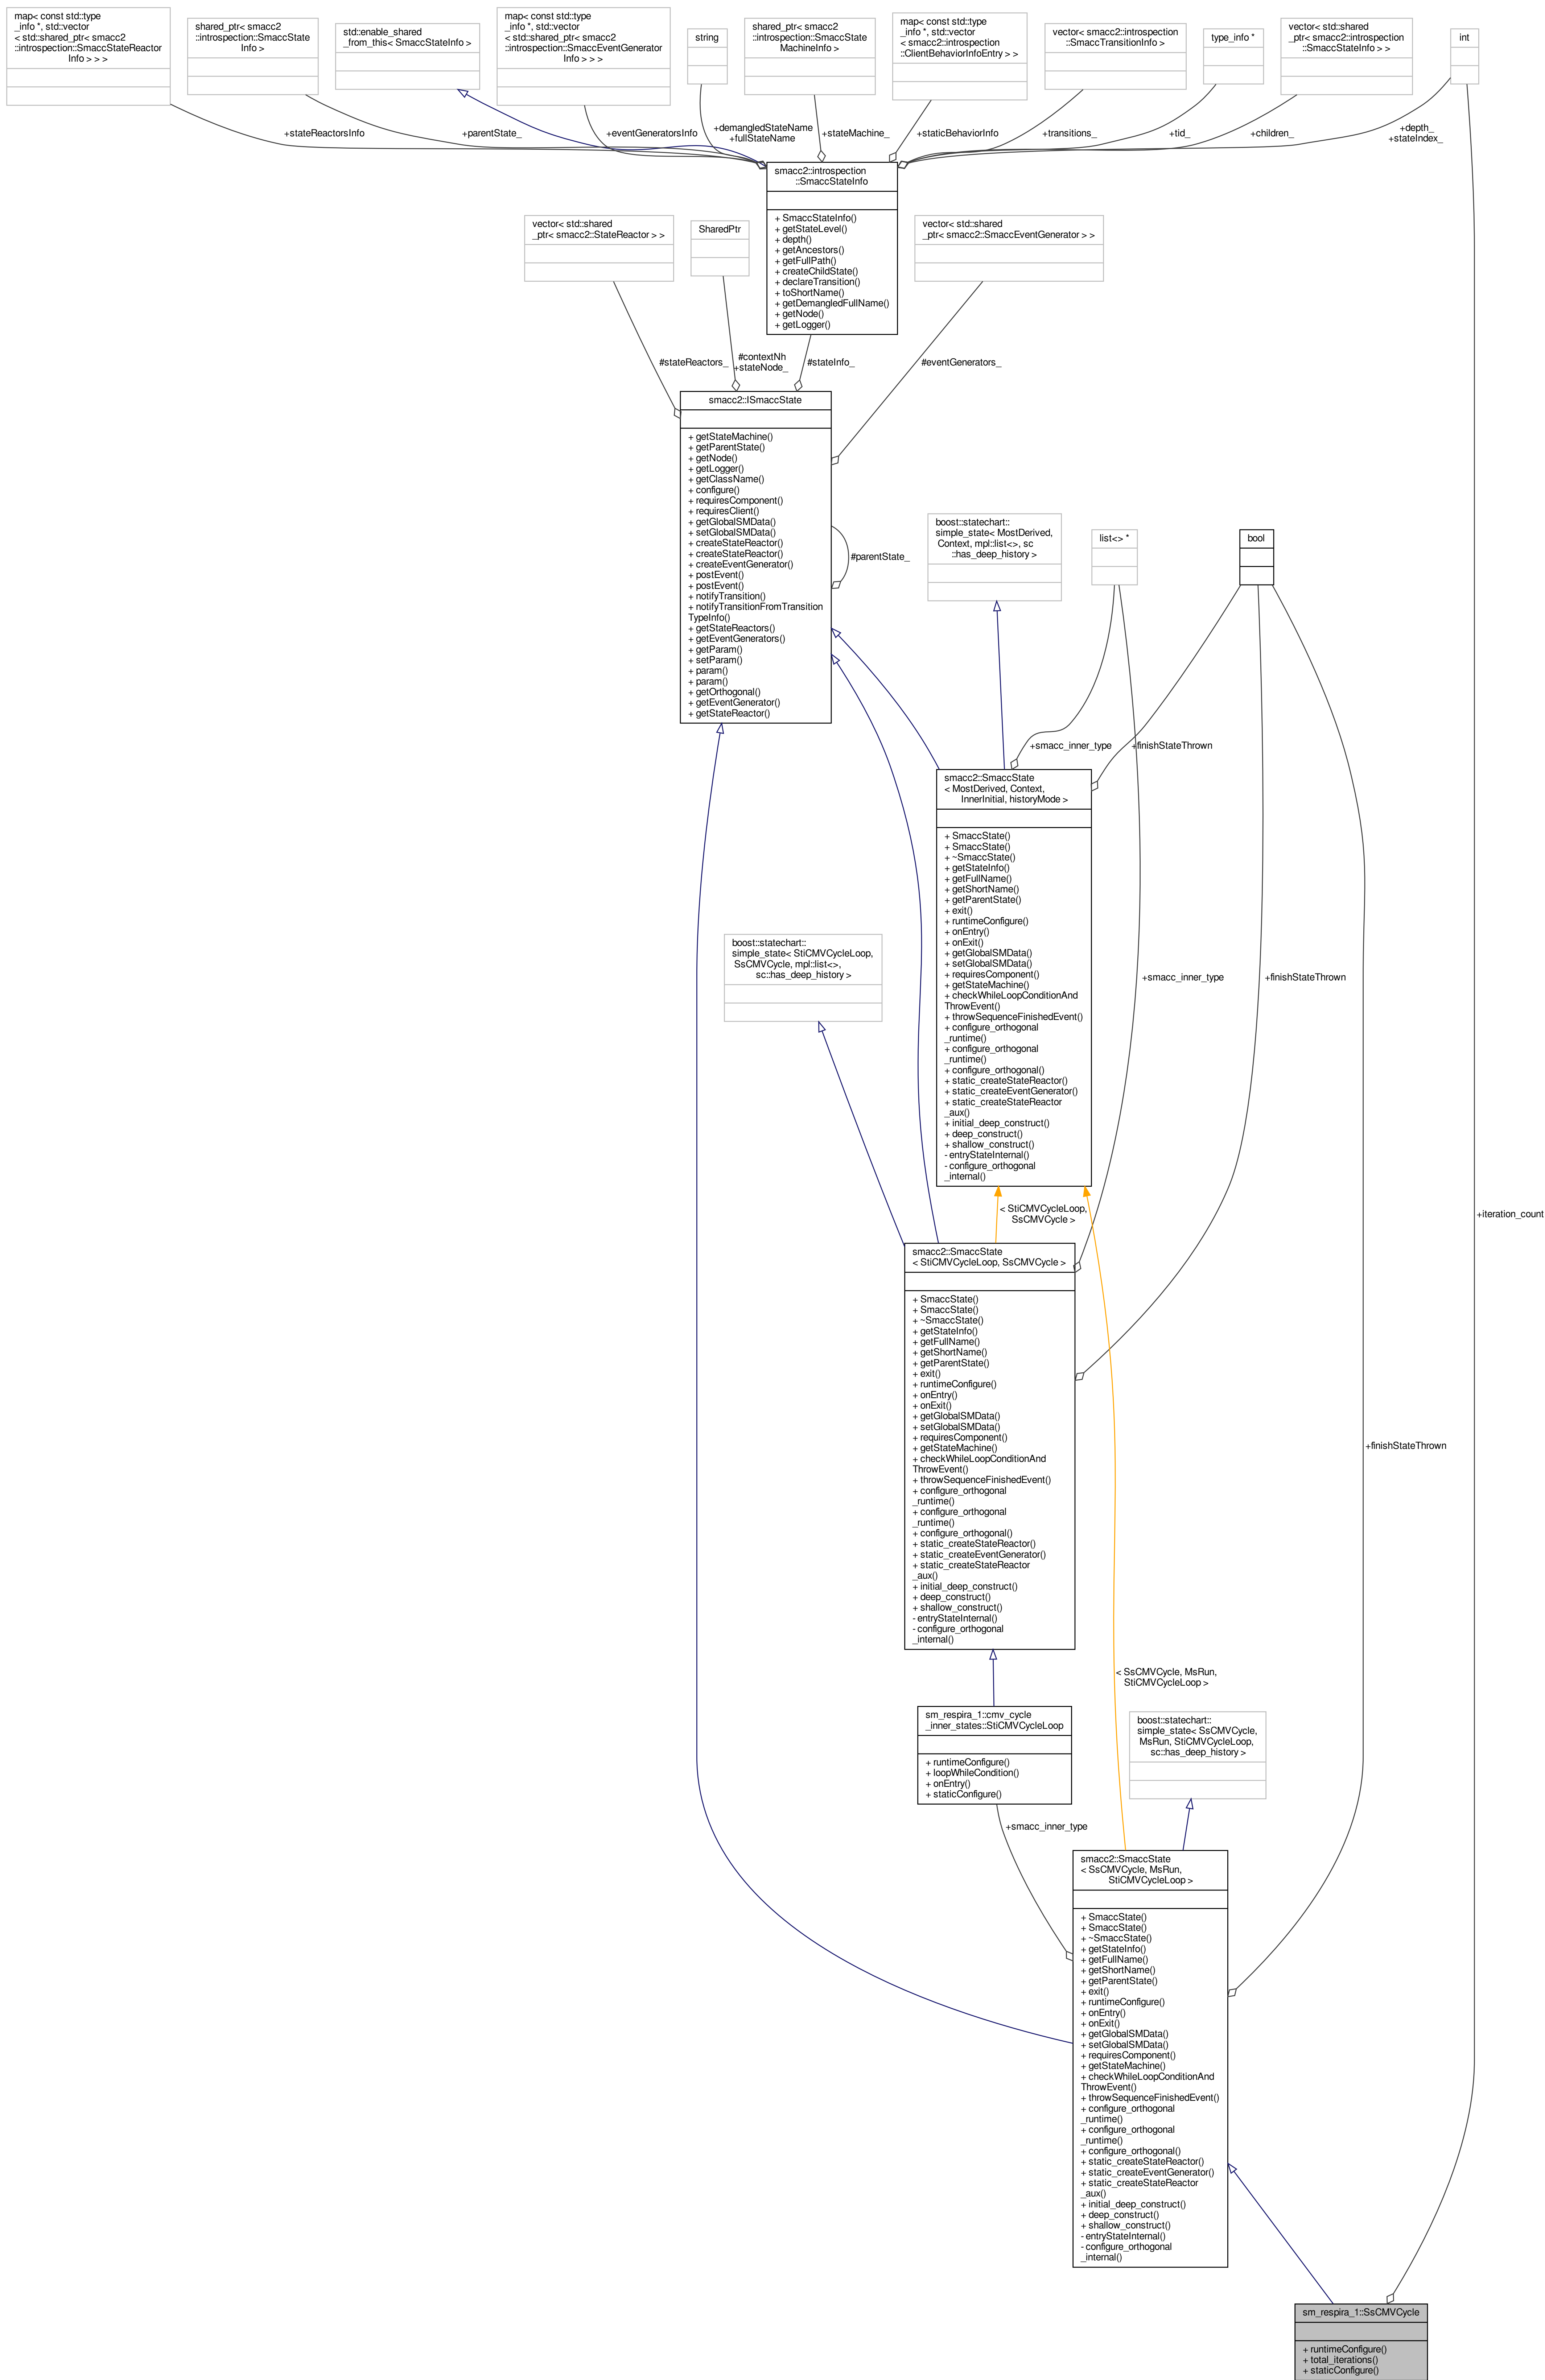 map< const std::type
_info *, std::vector
< std::shared_ptr< smacc2
::introspection::SmaccStateReactor
Info > > >
shared_ptr< smacc2
::introspection::SmaccState
Info >
std::enable_shared
_from_this< SmaccStateInfo >
map< const std::type
_info *, std::vector
< std::shared_ptr< smacc2
::introspection::SmaccEventGenerator
Info > > >
string
shared_ptr< smacc2
::introspection::SmaccState
MachineInfo >
map< const std::type
_info *, std::vector
< smacc2::introspection
::ClientBehaviorInfoEntry > >
vector< smacc2::introspection
::SmaccTransitionInfo >
type_info *
vector< std::shared
_ptr< smacc2::introspection
::SmaccStateInfo > >
int
+stateReactorsInfo
+parentState_
+eventGeneratorsInfo
+demangledStateName
+fullStateName
+stateMachine_
+staticBehaviorInfo
+transitions_
+tid_
+children_
+depth_
+stateIndex_
smacc2::introspection
::SmaccStateInfo
+ SmaccStateInfo()
+ getStateLevel()
+ depth()
+ getAncestors()
+ getFullPath()
+ createChildState()
+ declareTransition()
+ toShortName()
+ getDemangledFullName()
+ getNode()
+ getLogger()
vector< std::shared
_ptr< smacc2::StateReactor > >
SharedPtr
vector< std::shared
_ptr< smacc2::SmaccEventGenerator > >
#stateReactors_
#contextNh
+stateNode_
#stateInfo_
#eventGenerators_
smacc2::ISmaccState
+ getStateMachine()
+ getParentState()
+ getNode()
+ getLogger()
+ getClassName()
+ configure()
+ requiresComponent()
+ requiresClient()
+ getGlobalSMData()
+ setGlobalSMData()
+ createStateReactor()
+ createStateReactor()
+ createEventGenerator()
+ postEvent()
+ postEvent()
+ notifyTransition()
+ notifyTransitionFromTransition
TypeInfo()
+ getStateReactors()
+ getEventGenerators()
+ getParam()
+ setParam()
+ param()
+ param()
+ getOrthogonal()
+ getEventGenerator()
+ getStateReactor()
#parentState_
boost::statechart::
simple_state< MostDerived,
Context, mpl::list<>, sc
::has_deep_history >
list<> *
bool
+smacc_inner_type
+finishStateThrown
smacc2::SmaccState
< MostDerived, Context,
InnerInitial, historyMode >
+ SmaccState()
+ SmaccState()
+ ~SmaccState()
+ getStateInfo()
+ getFullName()
+ getShortName()
+ getParentState()
+ exit()
+ runtimeConfigure()
+ onEntry()
+ onExit()
+ getGlobalSMData()
+ setGlobalSMData()
+ requiresComponent()
+ getStateMachine()
+ checkWhileLoopConditionAnd
ThrowEvent()
+ throwSequenceFinishedEvent()
+ configure_orthogonal
_runtime()
+ configure_orthogonal
_runtime()
+ configure_orthogonal()
+ static_createStateReactor()
+ static_createEventGenerator()
+ static_createStateReactor
_aux()
+ initial_deep_construct()
+ deep_construct()
+ shallow_construct()
- entryStateInternal()
- configure_orthogonal
_internal()
boost::statechart::
simple_state< StiCMVCycleLoop,
SsCMVCycle, mpl::list<>,
sc::has_deep_history >
+smacc_inner_type
+finishStateThrown
< StiCMVCycleLoop,
SsCMVCycle >
+iteration_count
smacc2::SmaccState
< StiCMVCycleLoop, SsCMVCycle >
+ SmaccState()
+ SmaccState()
+ ~SmaccState()
+ getStateInfo()
+ getFullName()
+ getShortName()
+ getParentState()
+ exit()
+ runtimeConfigure()
+ onEntry()
+ onExit()
+ getGlobalSMData()
+ setGlobalSMData()
+ requiresComponent()
+ getStateMachine()
+ checkWhileLoopConditionAnd
ThrowEvent()
+ throwSequenceFinishedEvent()
+ configure_orthogonal
_runtime()
+ configure_orthogonal
_runtime()
+ configure_orthogonal()
+ static_createStateReactor()
+ static_createEventGenerator()
+ static_createStateReactor
_aux()
+ initial_deep_construct()
+ deep_construct()
+ shallow_construct()
- entryStateInternal()
- configure_orthogonal
_internal()
+finishStateThrown
< SsCMVCycle, MsRun,
StiCMVCycleLoop >
sm_respira_1::cmv_cycle
_inner_states::StiCMVCycleLoop
+ runtimeConfigure()
+ loopWhileCondition()
+ onEntry()
+ staticConfigure()
boost::statechart::
simple_state< SsCMVCycle,
MsRun, StiCMVCycleLoop,
sc::has_deep_history >
+smacc_inner_type
smacc2::SmaccState
< SsCMVCycle, MsRun,
StiCMVCycleLoop >
+ SmaccState()
+ SmaccState()
+ ~SmaccState()
+ getStateInfo()
+ getFullName()
+ getShortName()
+ getParentState()
+ exit()
+ runtimeConfigure()
+ onEntry()
+ onExit()
+ getGlobalSMData()
+ setGlobalSMData()
+ requiresComponent()
+ getStateMachine()
+ checkWhileLoopConditionAnd
ThrowEvent()
+ throwSequenceFinishedEvent()
+ configure_orthogonal
_runtime()
+ configure_orthogonal
_runtime()
+ configure_orthogonal()
+ static_createStateReactor()
+ static_createEventGenerator()
+ static_createStateReactor
_aux()
+ initial_deep_construct()
+ deep_construct()
+ shallow_construct()
- entryStateInternal()
- configure_orthogonal
_internal()
sm_respira_1::SsCMVCycle
+ runtimeConfigure()
+ total_iterations()
+ staticConfigure()